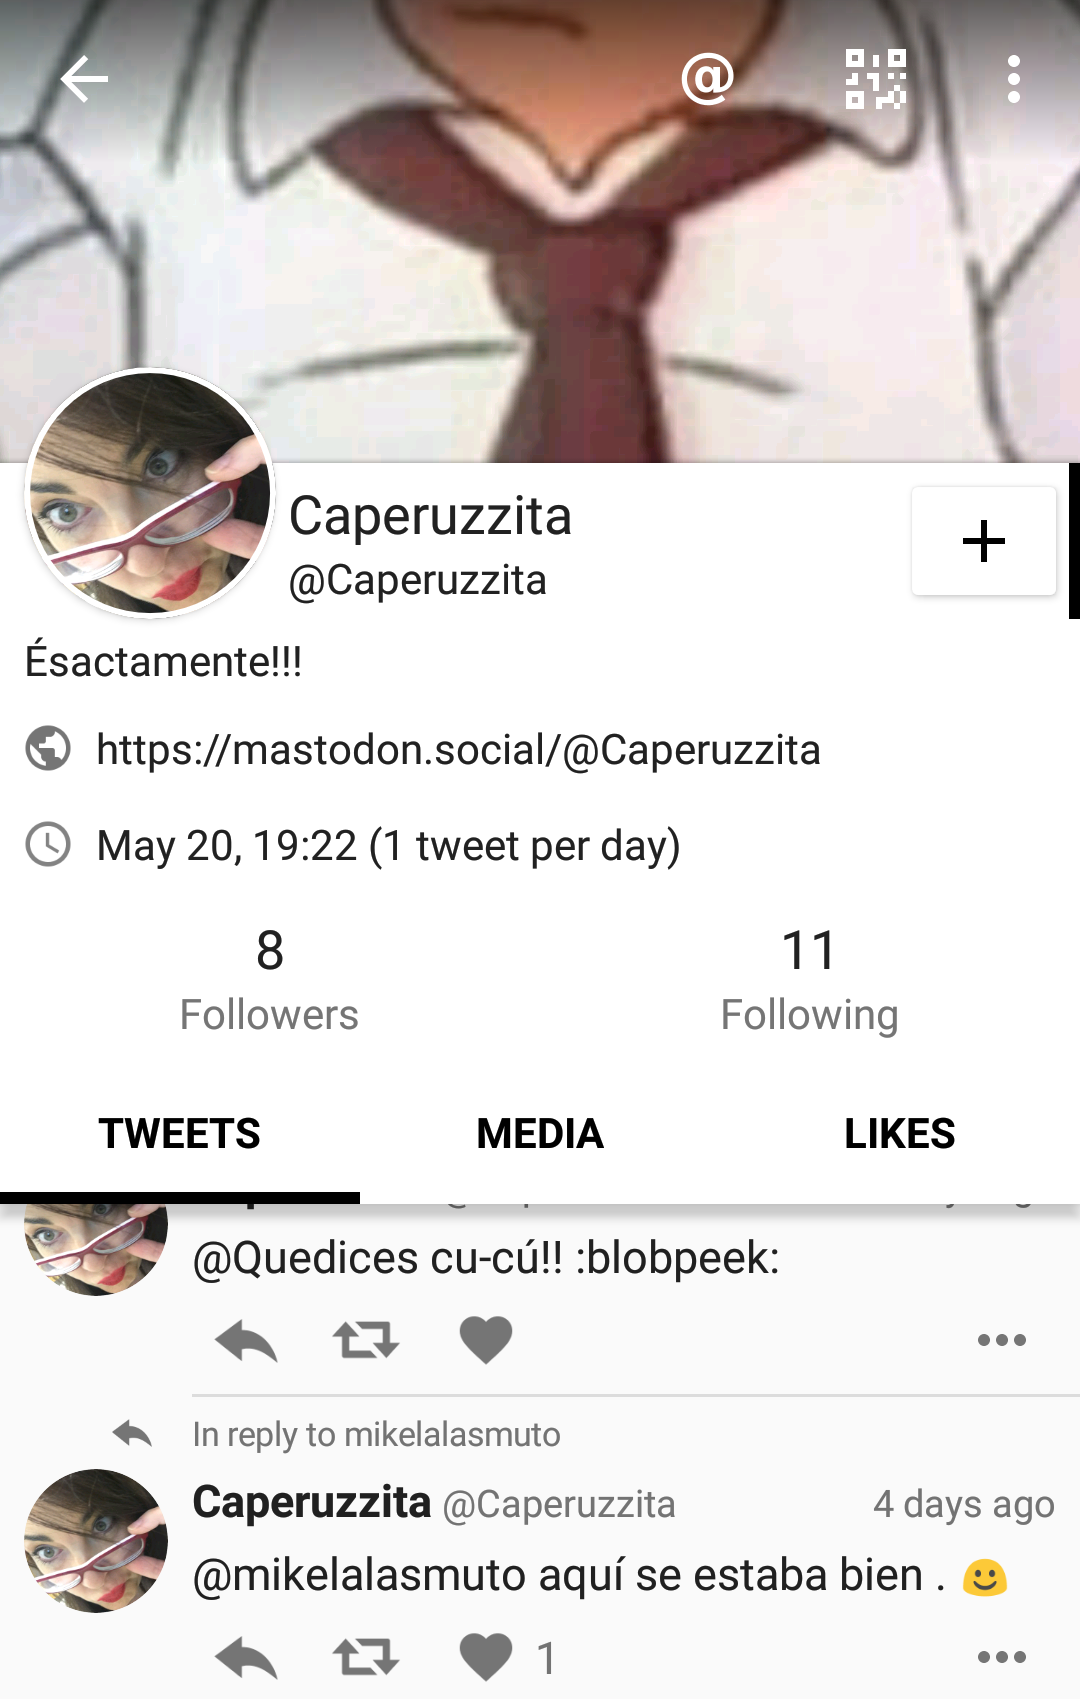 @
Caperuzzita
@Caperuzzita
Ésactamente!!!
https://mastodon.social/@Caperuzzita
May 20, 19:22 (1 tweet per day)
8 11
Followers Following
TWEETS MEDIA LIKES
@Quedices cu-cú!! :blobpeek:
In reply to mikelalasmuto
Caperuzzita @Caperuzzita 4 days ago
@mikelalasmuto aquí se estaba bien . 🙂
1